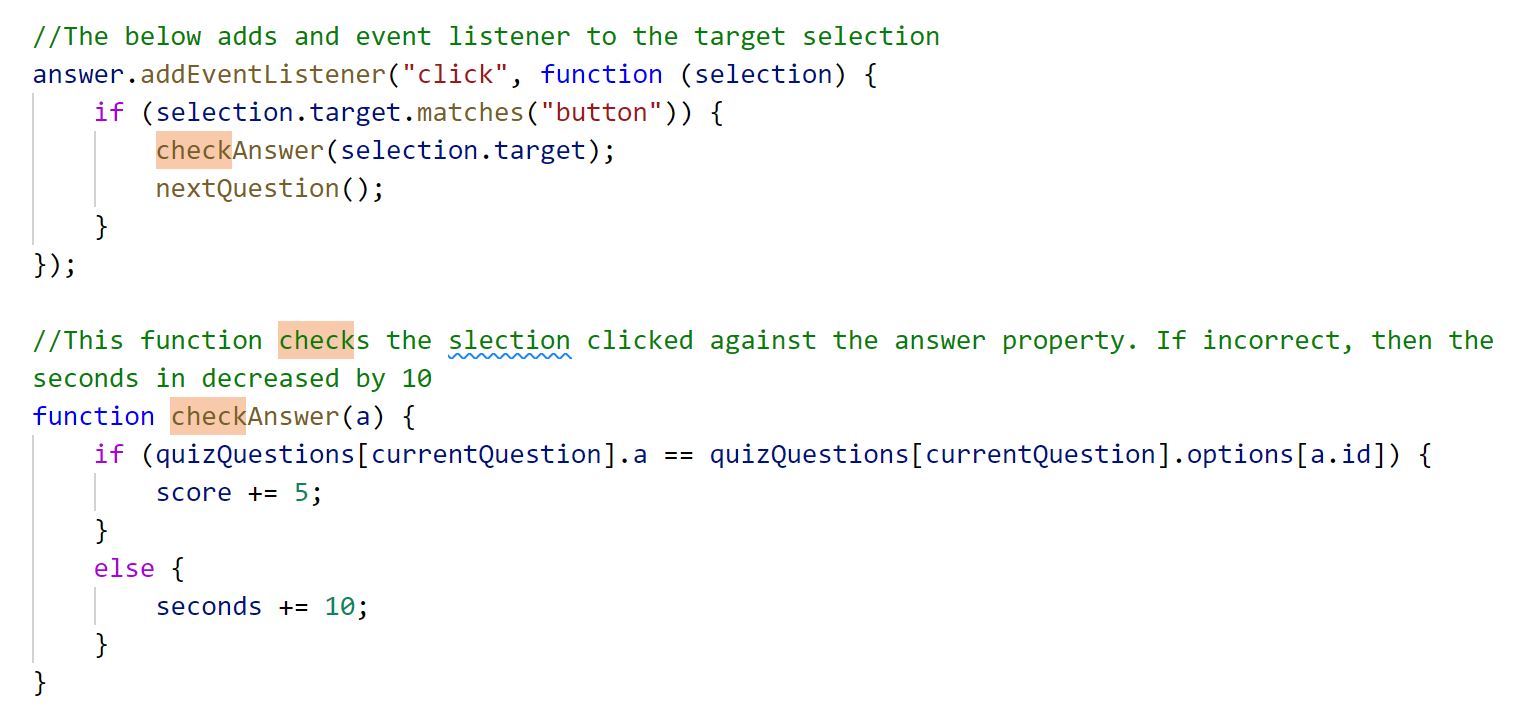 //The below adds and event listener to the target selection
answer.addEventListener("click", function (selection) {
    if (selection.target.matches("button")) {
        checkAnswer(selection.target);
        nextQuestion();
    }
});

//This function checks the slection clicked against the answer property. If incorrect, then the
seconds in decreased by 10
function checkAnswer(a) {
    if (quizQuestions[currentQuestion].a == quizQuestions[currentQuestion].options[a.id]) {
        score += 5;
    }
    else {
        seconds += 10;
    }
}